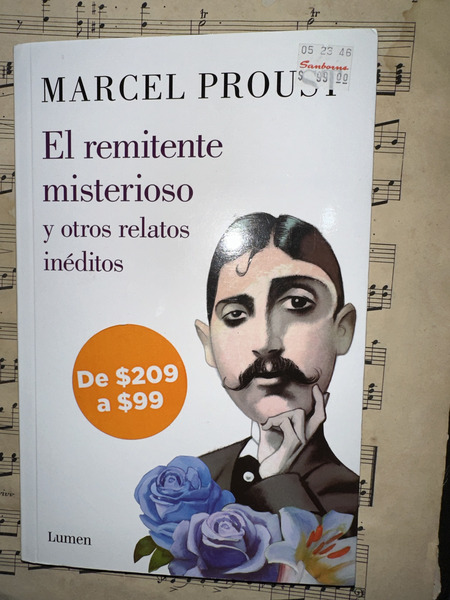 05 23 46
Sanborns
$ 99.00
MARCEL PROUST
El remitente
misterioso
y otros relatos
inéditos
De $209
a $99
Lumen